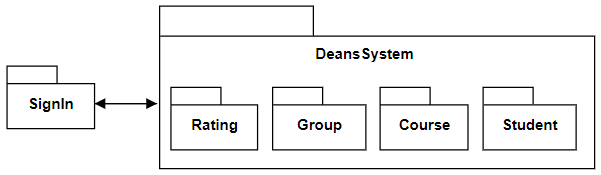 DeansSystem
SignIn
Rating
Group
Course
Student